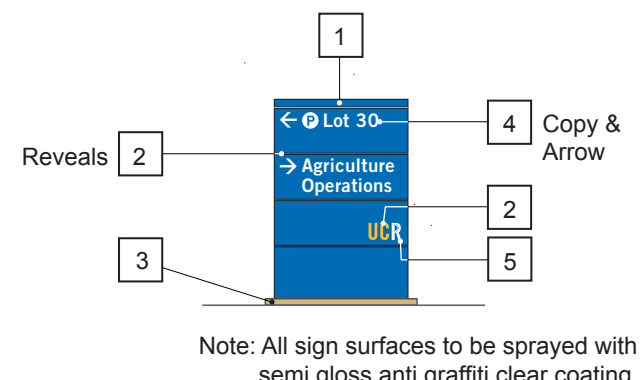 1
← P Lot 30
4
Copy &
Arrow
Reveals
2
→ Agriculture
Operations
2
UCR
3
5
Note: All sign surfaces to be sprayed with
semi gloss anti graffiti clear coating